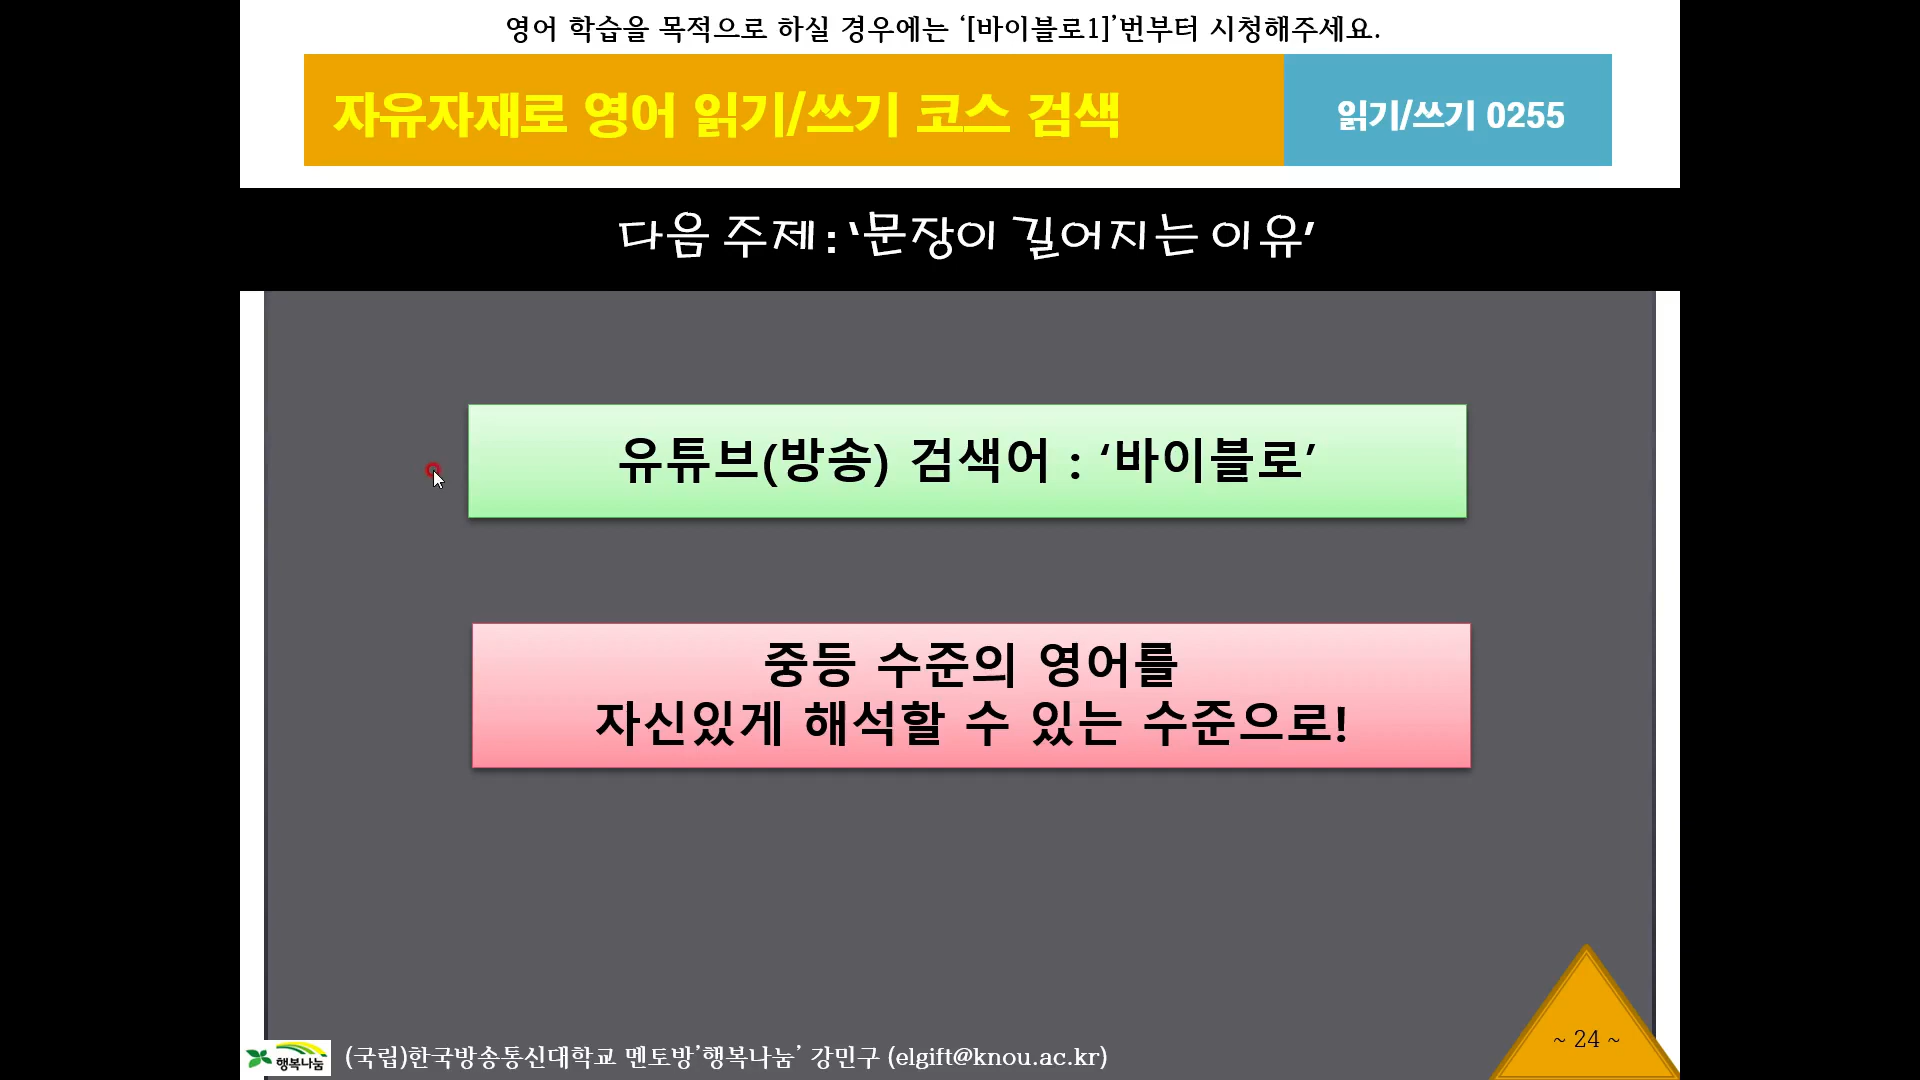 영어 학습을 목적으로 하실 경우에는 ‘[바이블로1]’번부터 시청해주세요.
자유자재로 영어 읽기/쓰기 코스 검색
읽기/쓰기 0255
다음 주제 : ‘문장이 길어지는 이유’
유튜브(방송) 검색어 : ‘바이블로’
중등 수준의 영어를
자신있게 해석할 수 있는 수준으로!
~ 24 ~
행복나눔
(국립)한국방송통신대학교 멘토방’행복나눔’ 강민구 (elgift@knou.ac.kr)